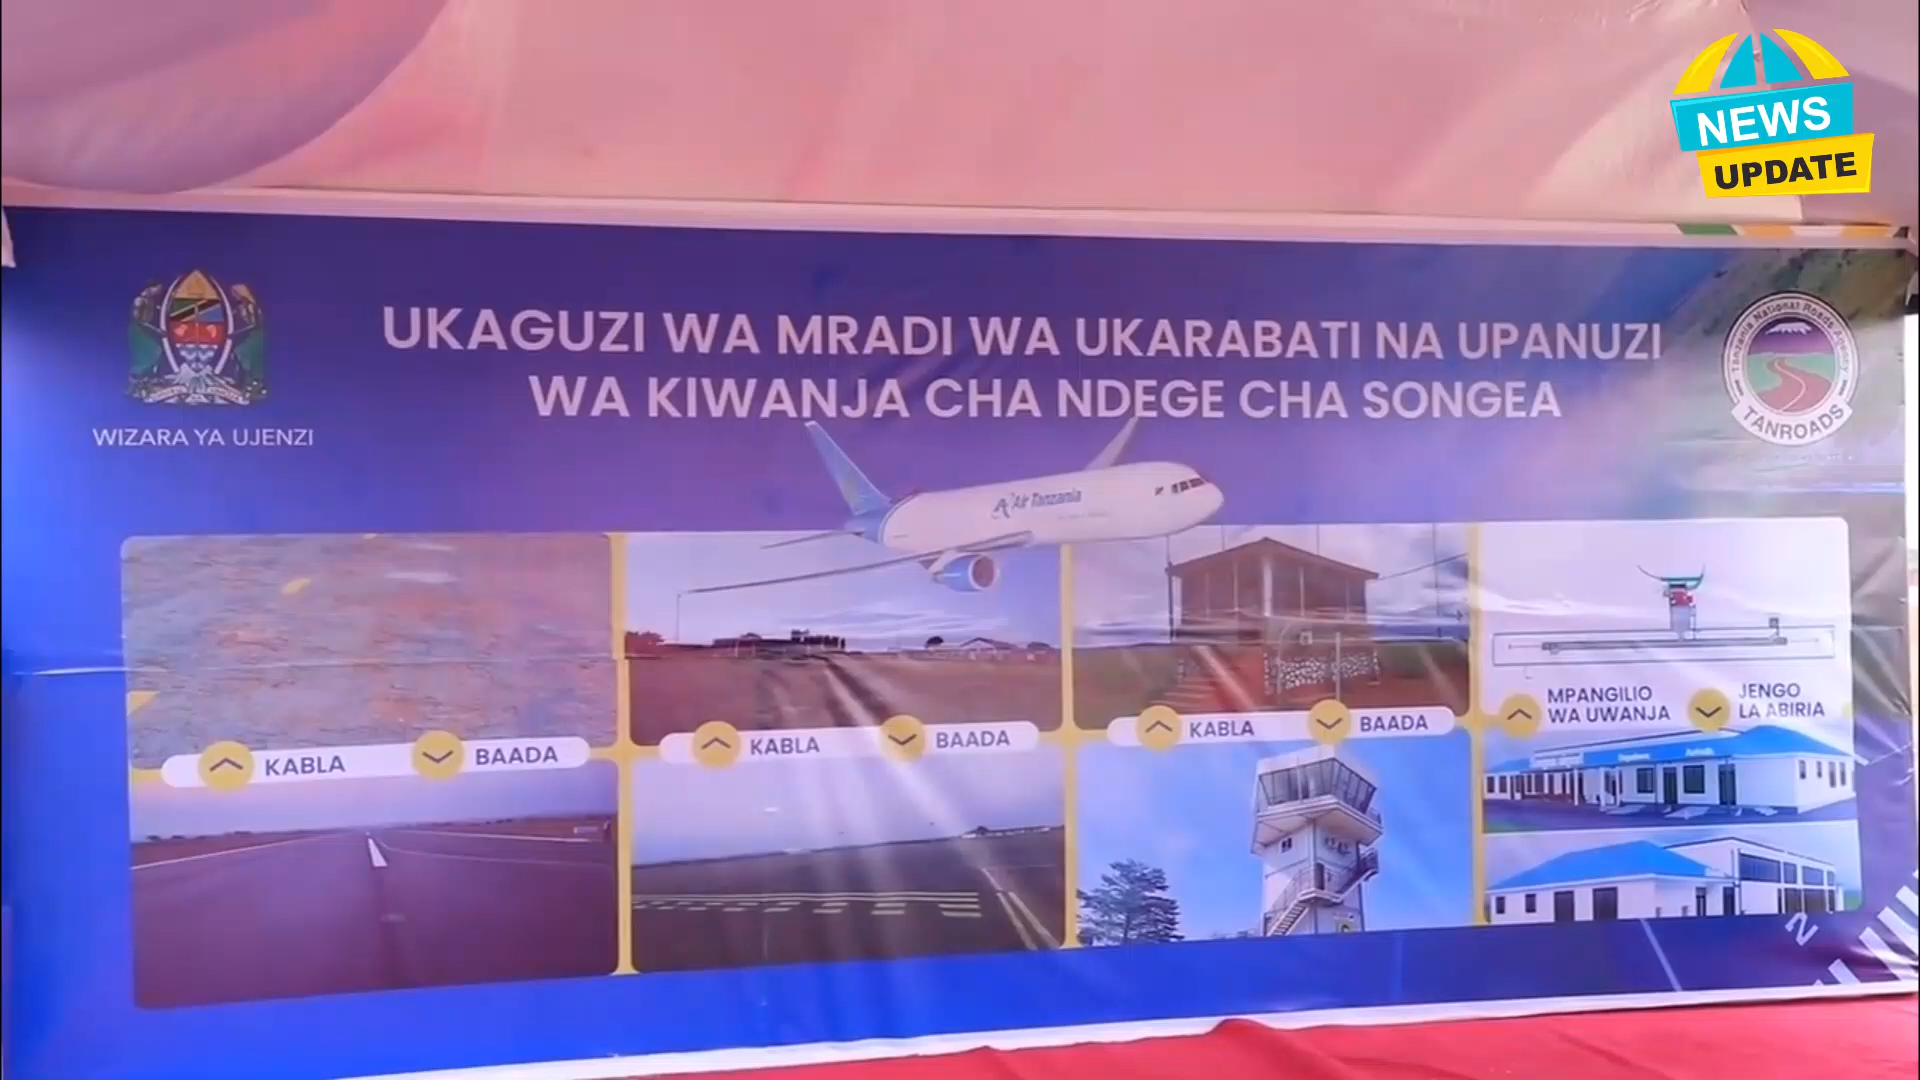 NEWS
UPDATE
UKAGUZI WA MRADI WA UKARABATI NA UPANUZI
WA KIWANJA CHA NDEGE CHA SONGEA
WIZARA YA UJENZI
Tanzania National Roads Agency
TANROADS
Air Tanzania
KABLA
BAADA
KABLA
BAADA
KABLA
BAADA
MPANGILIO
WA UWANJA
JENGO
LA ABIRIA